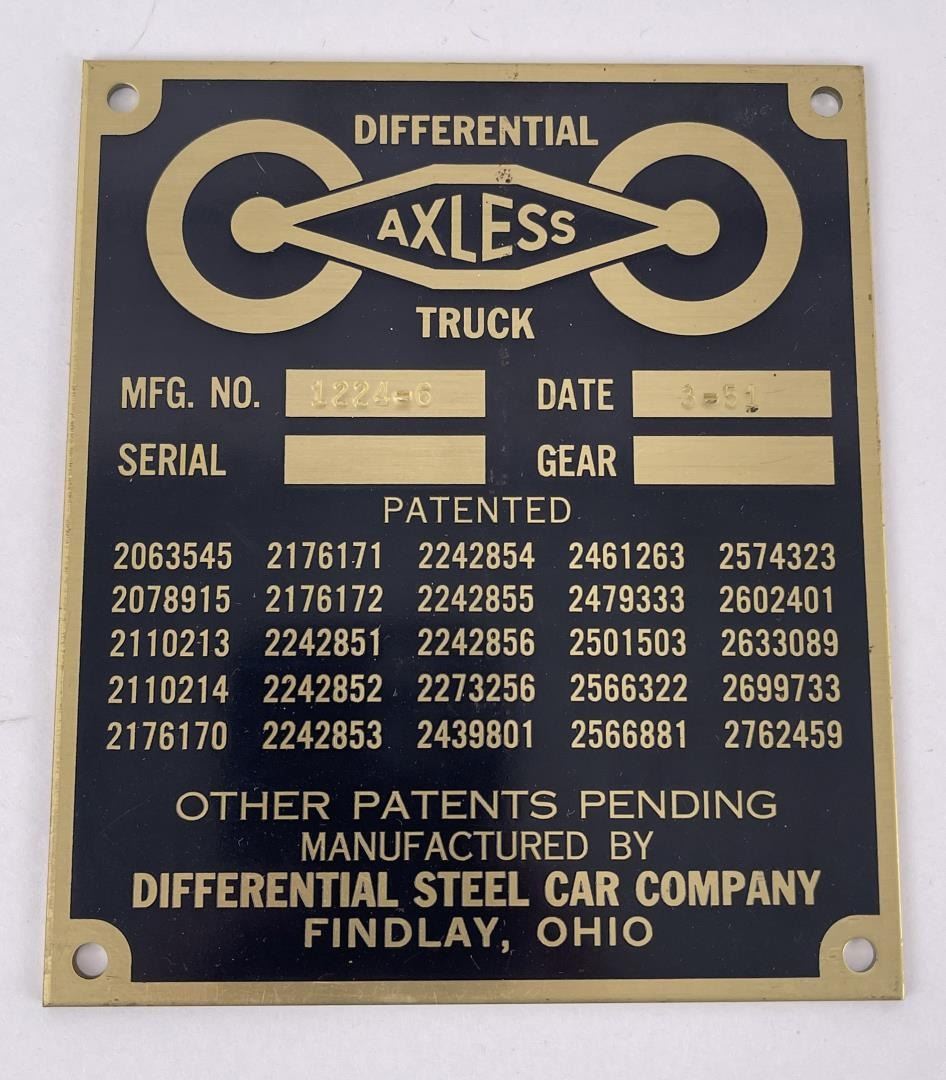 DIFFERENTIAL
AXLESS
TRUCK
MFG. NO. 1224-6 DATE 3-51
SERIAL GEAR
PATENTED
2063545 2176171 2242854 2461263 2574323
2078915 2176172 2242855 2479333 2602401
2110213 2242851 2242856 2501503 2633089
2110214 2242852 2273256 2566322 2699733
2176170 2242853 2439801 2566881 2762459
OTHER PATENTS PENDING
MANUFACTURED BY
DIFFERENTIAL STEEL CAR COMPANY
FINDLAY, OHIO